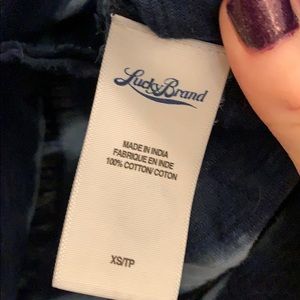 Lucky Brand
MADE IN INDIA
FABRIQUE EN INDE
100% COTTON/COTON
XS/TP